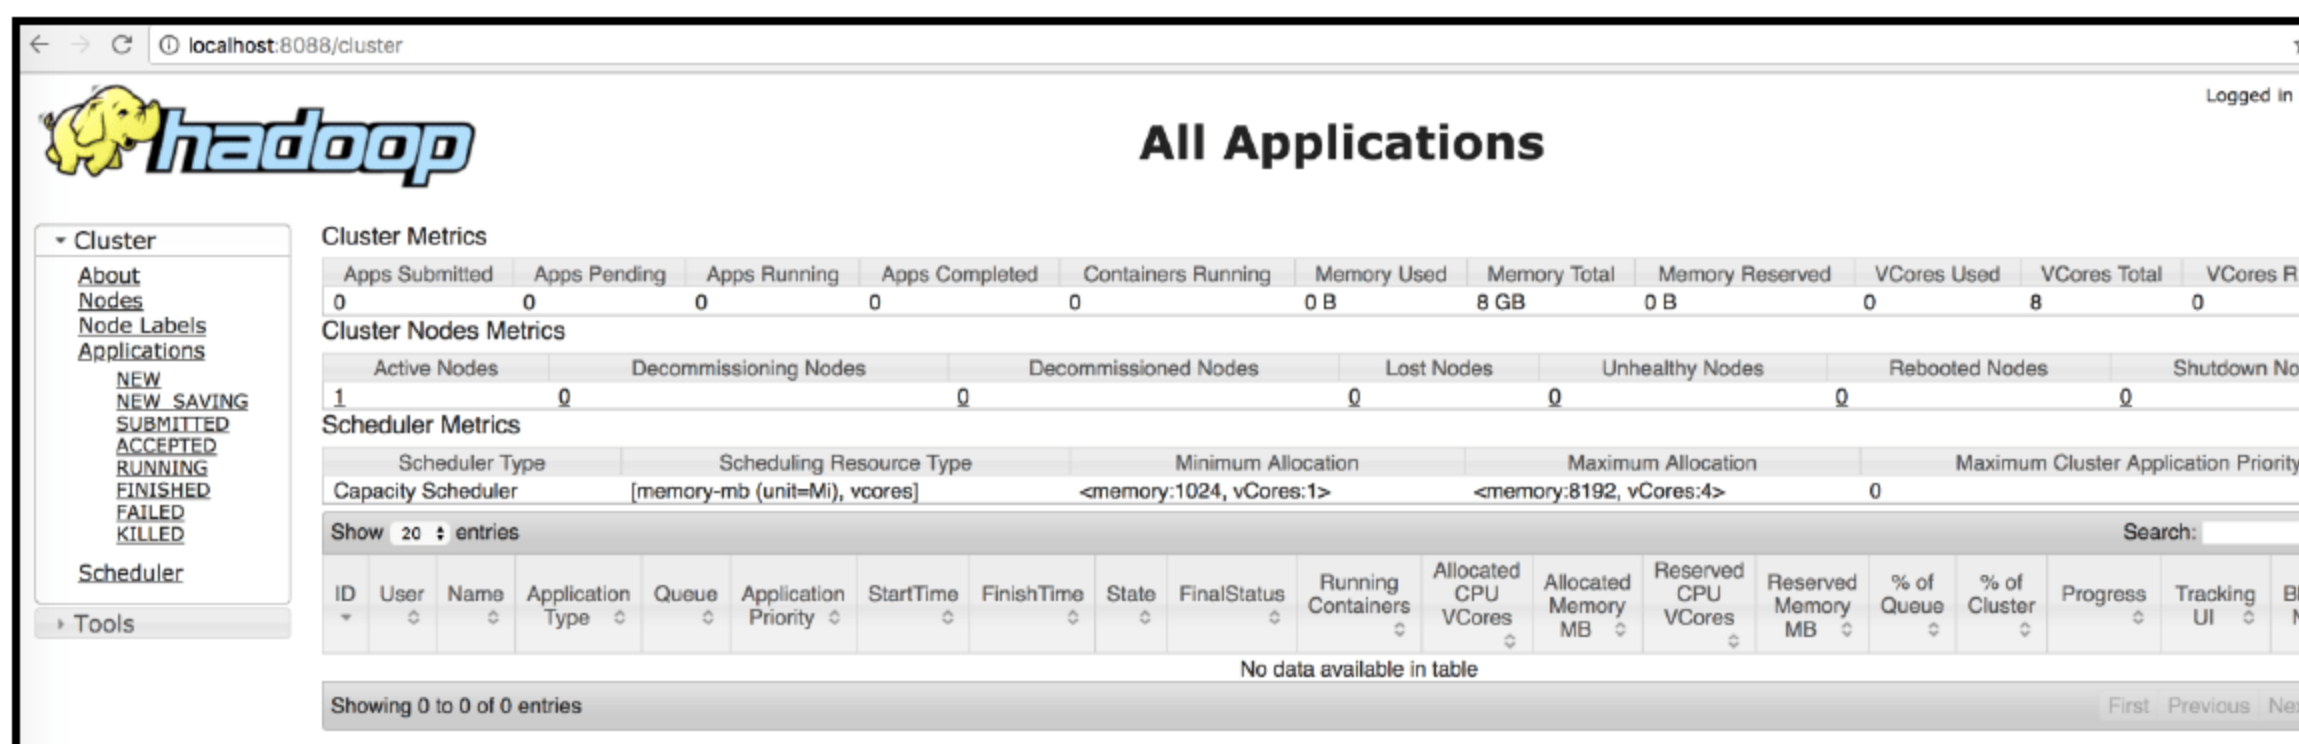 localhost:8088/cluster
Logged in
hadoop
All Applications
Cluster
About
Nodes
Node Labels
Applications
NEW
NEW_SAVING
SUBMITTED
ACCEPTED
RUNNING
FINISHED
FAILED
KILLED
Scheduler
Tools
Cluster Metrics
Apps Submitted Apps Pending Apps Running Apps Completed Containers Running Memory Used Memory Total Memory Reserved VCores Used VCores Total VCores R
0 0 0 0 0 0 B 8 GB 0 B 0 8 0
Cluster Nodes Metrics
Active Nodes Decommissioning Nodes Decommissioned Nodes Lost Nodes Unhealthy Nodes Rebooted Nodes Shutdown No
1 0 0 0 0 0 0
Scheduler Metrics
Scheduler Type Scheduling Resource Type Minimum Allocation Maximum Allocation Maximum Cluster Application Priority
Capacity Scheduler [memory-mb (unit=Mi), vcores] <memory:1024, vCores:1> <memory:8192, vCores:4> 0
Show 20 entries Search:
ID User Name Application Type Queue Application Priority StartTime FinishTime State FinalStatus Running Containers Allocated CPU VCores Allocated Memory MB Reserved CPU VCores Reserved Memory MB % of Queue % of Cluster Progress Tracking UI
No data available in table
Showing 0 to 0 of 0 entries First Previous Ne